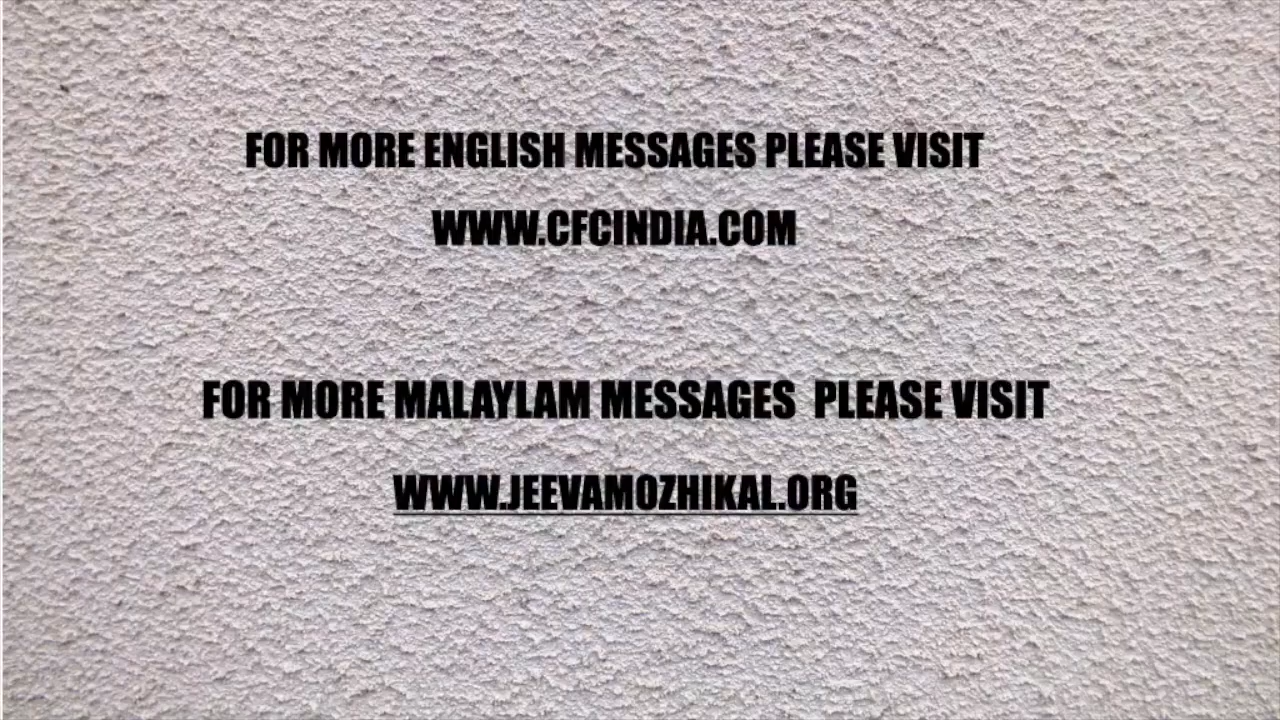 FOR MORE ENGLISH MESSAGES PLEASE VISIT
WWW.CFCINDIA.COM
FOR MORE MALAYLAM MESSAGES PLEASE VISIT
WWW.JEEVAMOZHIKAL.ORG